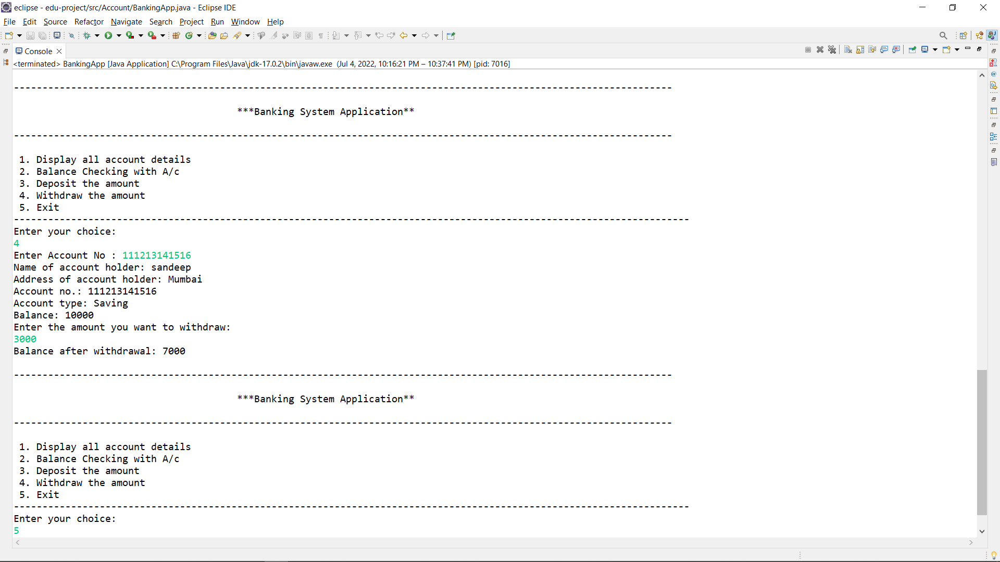 eclipse - edu-project/src/Account/BankingApp.java - Eclipse IDE
File Edit Source Refactor Navigate Search Project Run Window Help
Console
<terminated> BankingApp [Java Application] C:\Program Files\Java\jdk-17.0.2\bin\javaw.exe (Jul 4, 2022, 10:16:21 PM – 10:37:41 PM) [pid: 7016]
-------------------------------------------------------------------------------------------------------------------
***Banking System Application**
-------------------------------------------------------------------------------------------------------------------
1. Display all account details
2. Balance Checking with A/c
3. Deposit the amount
4. Withdraw the amount
5. Exit
----------------------------------------------------------------------------------------------------------------------
Enter your choice:
4
Enter Account No : 111213141516
Name of account holder: sandeep
Address of account holder: Mumbai
Account no.: 111213141516
Account type: Saving
Balance: 10000
Enter the amount you want to withdraw:
3000
Balance after withdrawal: 7000
-------------------------------------------------------------------------------------------------------------------
***Banking System Application**
-------------------------------------------------------------------------------------------------------------------
1. Display all account details
2. Balance Checking with A/c
3. Deposit the amount
4. Withdraw the amount
5. Exit
----------------------------------------------------------------------------------------------------------------------
Enter your choice:
5